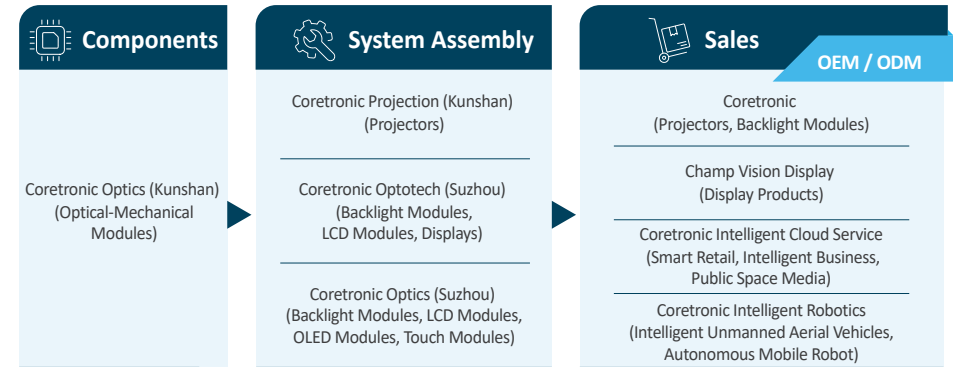 Components
Coretronic Optics (Kunshan)
(Optical-Mechanical
Modules)
System Assembly
Coretronic Projection (Kunshan)
(Projectors)
Coretronic Optotech (Suzhou)
(Backlight Modules,
LCD Modules, Displays)
Coretronic Optics (Suzhou)
(Backlight Modules, LCD Modules,
OLED Modules, Touch Modules)
Sales
OEM / ODM
Coretronic
(Projectors, Backlight Modules)
Champ Vision Display
(Display Products)
Coretronic Intelligent Cloud Service
(Smart Retail, Intelligent Business,
Public Space Media)
Coretronic Intelligent Robotics
(Intelligent Unmanned Aerial Vehicles,
Autonomous Mobile Robot)